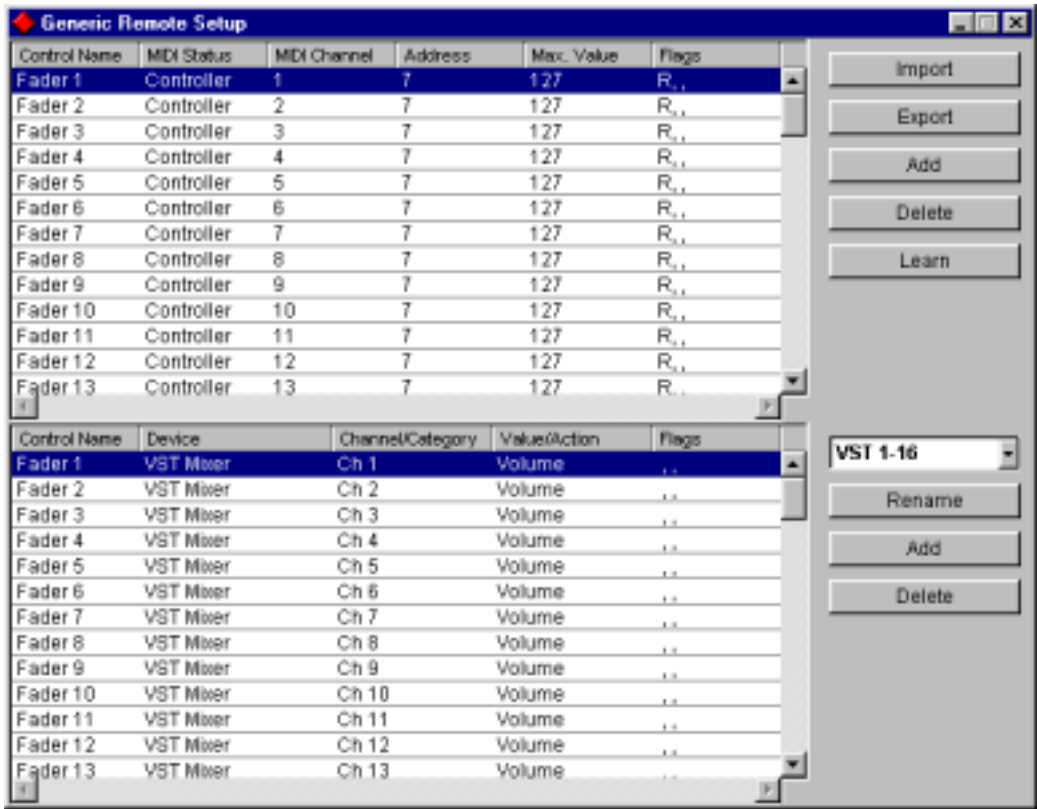 Generic Remote Setup
Control Name MIDI Status MIDI Channel Address Max. Value Flags
Fader 1 Controller 1 7 127 R, ,
Fader 2 Controller 2 7 127 R, ,
Fader 3 Controller 3 7 127 R, ,
Fader 4 Controller 4 7 127 R, ,
Fader 5 Controller 5 7 127 R, ,
Fader 6 Controller 6 7 127 R, ,
Fader 7 Controller 7 7 127 R, ,
Fader 8 Controller 8 7 127 R, ,
Fader 9 Controller 9 7 127 R, ,
Fader 10 Controller 10 7 127 R, ,
Fader 11 Controller 11 7 127 R, ,
Fader 12 Controller 12 7 127 R, ,
Fader 13 Controller 13 7 127 R, ,
Import
Export
Add
Delete
Learn
Control Name Device Channel/Category Value/Action Flags
Fader 1 VST Mixer Ch 1 Volume , ,
Fader 2 VST Mixer Ch 2 Volume , ,
Fader 3 VST Mixer Ch 3 Volume , ,
Fader 4 VST Mixer Ch 4 Volume , ,
Fader 5 VST Mixer Ch 5 Volume , ,
Fader 6 VST Mixer Ch 6 Volume , ,
Fader 7 VST Mixer Ch 7 Volume , ,
Fader 8 VST Mixer Ch 8 Volume , ,
Fader 9 VST Mixer Ch 9 Volume , ,
Fader 10 VST Mixer Ch 10 Volume , ,
Fader 11 VST Mixer Ch 11 Volume , ,
Fader 12 VST Mixer Ch 12 Volume , ,
Fader 13 VST Mixer Ch 13 Volume
VST 1-16
Rename
Add
Delete